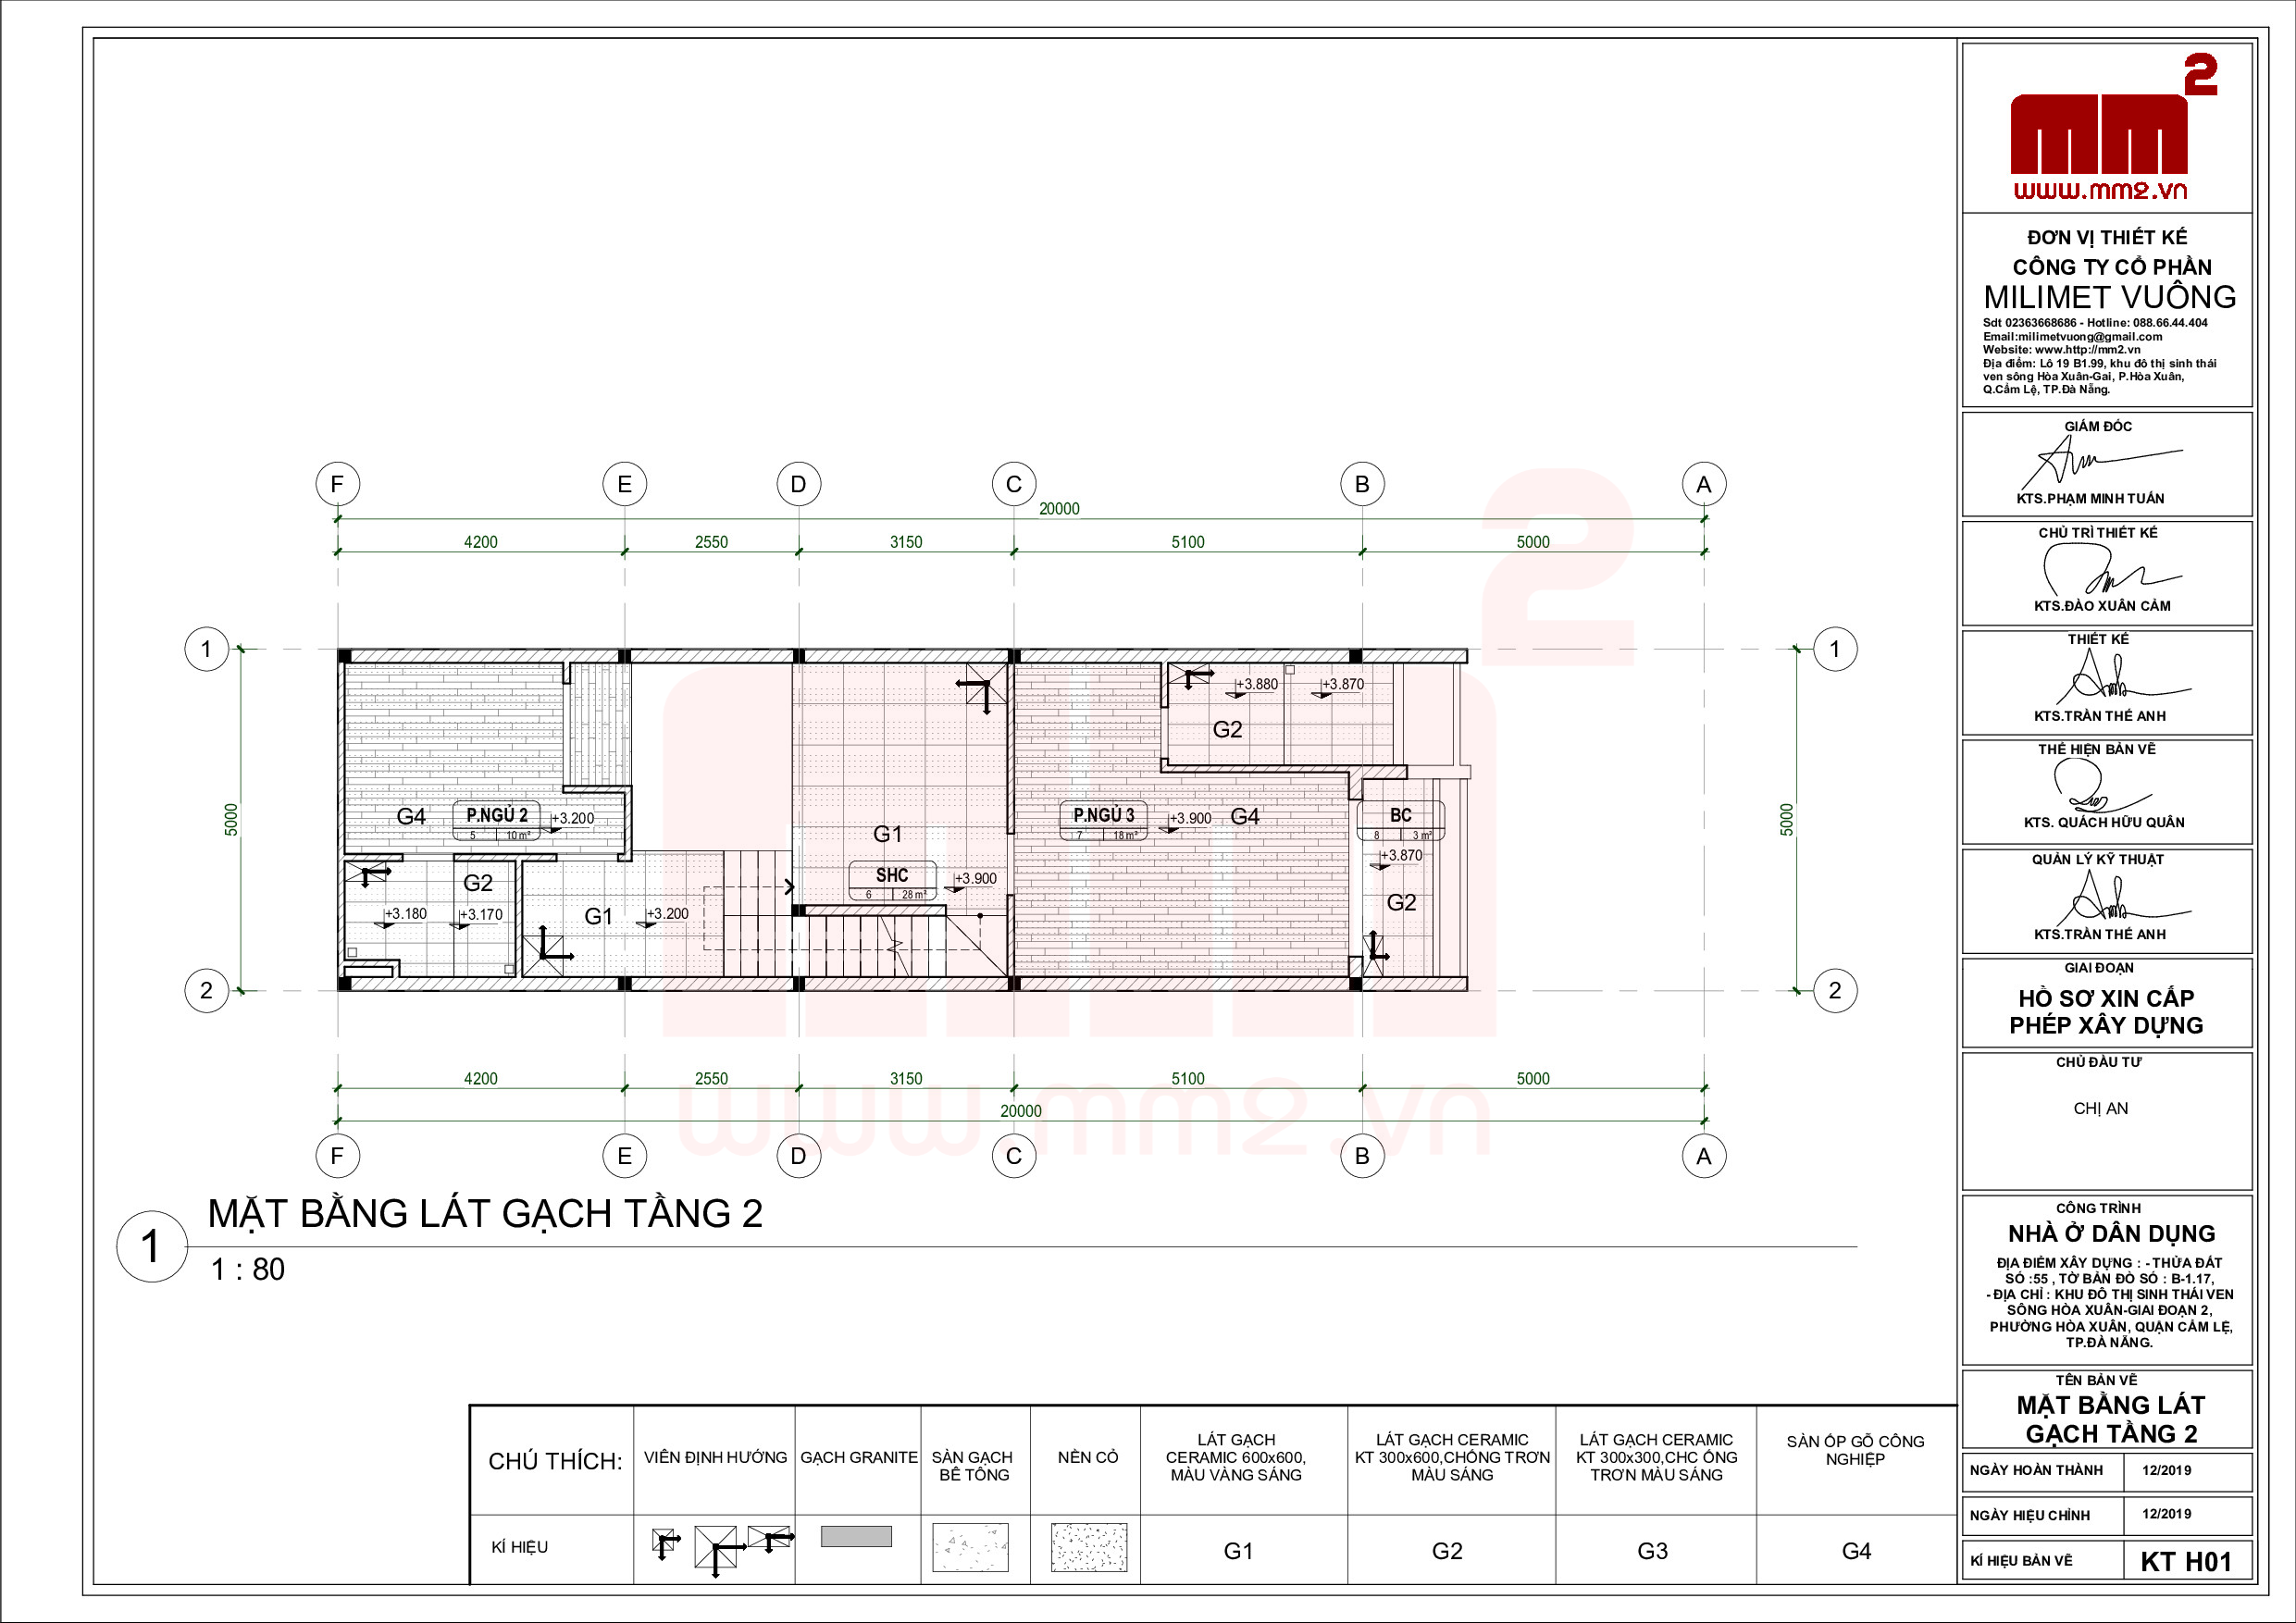 F
E
D
C
B
A
20000
4200
2550
3150
5100
5000
1
1
+3.880
+3.870
G2
5000
5000
G4
P.NGỦ 2
5
10 m²
+3.200
G1
P.NGỦ 3
7
18 m²
+3.900
G4
BC
8
3 m²
+3.870
SHC
6
28 m²
+3.900
G2
+3.180
+3.170
G1
+3.200
G2
2
2
4200
2550
3150
5100
5000
20000
F
E
D
C
B
A
mm2
www.mm2.vn
1
MẶT BẰNG LÁT GẠCH TẦNG 2
1 : 80
CHÚ THÍCH:
VIÊN ĐỊNH HƯỚNG
GẠCH GRANITE
SÀN GẠCH
BÊ TÔNG
NỀN CỎ
LÁT GẠCH
CERAMIC 600x600,
MÀU VÀNG SÁNG
LÁT GẠCH CERAMIC
KT 300x600,CHỐNG TRƠN
MÀU SÁNG
LÁT GẠCH CERAMIC
KT 300x300,CHC ỐNG
TRƠN MÀU SÁNG
SÀN ỐP GỖ CÔNG
NGHIỆP
KÍ HIỆU
G1
G2
G3
G4
mm2
www.mm2.vn
ĐƠN VỊ THIẾT KẾ
CÔNG TY CỔ PHẦN
MILIMET VUÔNG
Sdt 02363668686 - Hotline: 088.66.44.404
Email:milimetvuong@gmail.com
Website: www.http://mm2.vn
Địa điểm: Lô 19 B1.99, khu đô thị sinh thái
ven sông Hòa Xuân-Gai, P.Hòa Xuân,
Q.Cẩm Lệ, TP.Đà Nẵng.
GIÁM ĐỐC
KTS.PHẠM MINH TUẤN
CHỦ TRÌ THIẾT KẾ
KTS.ĐÀO XUÂN CẢM
THIẾT KẾ
KTS.TRẦN THẾ ANH
THỂ HIỆN BẢN VẼ
KTS. QUÁCH HỮU QUÂN
QUẢN LÝ KỸ THUẬT
KTS.TRẦN THẾ ANH
GIAI ĐOẠN
HỒ SƠ XIN CẤP
PHÉP XÂY DỰNG
CHỦ ĐẦU TƯ
CHỊ AN
CÔNG TRÌNH
NHÀ Ở DÂN DỤNG
ĐỊA ĐIỂM XÂY DỰNG : - THỬA ĐẤT
SỐ :55 , TỜ BẢN ĐỒ SỐ : B-1.17,
- ĐỊA CHỈ : KHU ĐÔ THỊ SINH THÁI VEN
SÔNG HÒA XUÂN-GIAI ĐOẠN 2,
PHƯỜNG HÒA XUÂN, QUẬN CẨM LỆ,
TP.ĐÀ NẴNG.
TÊN BẢN VẼ
MẶT BẰNG LÁT
GẠCH TẦNG 2
NGÀY HOÀN THÀNH
12/2019
NGÀY HIỆU CHỈNH
12/2019
KÍ HIỆU BẢN VẼ
KT H01